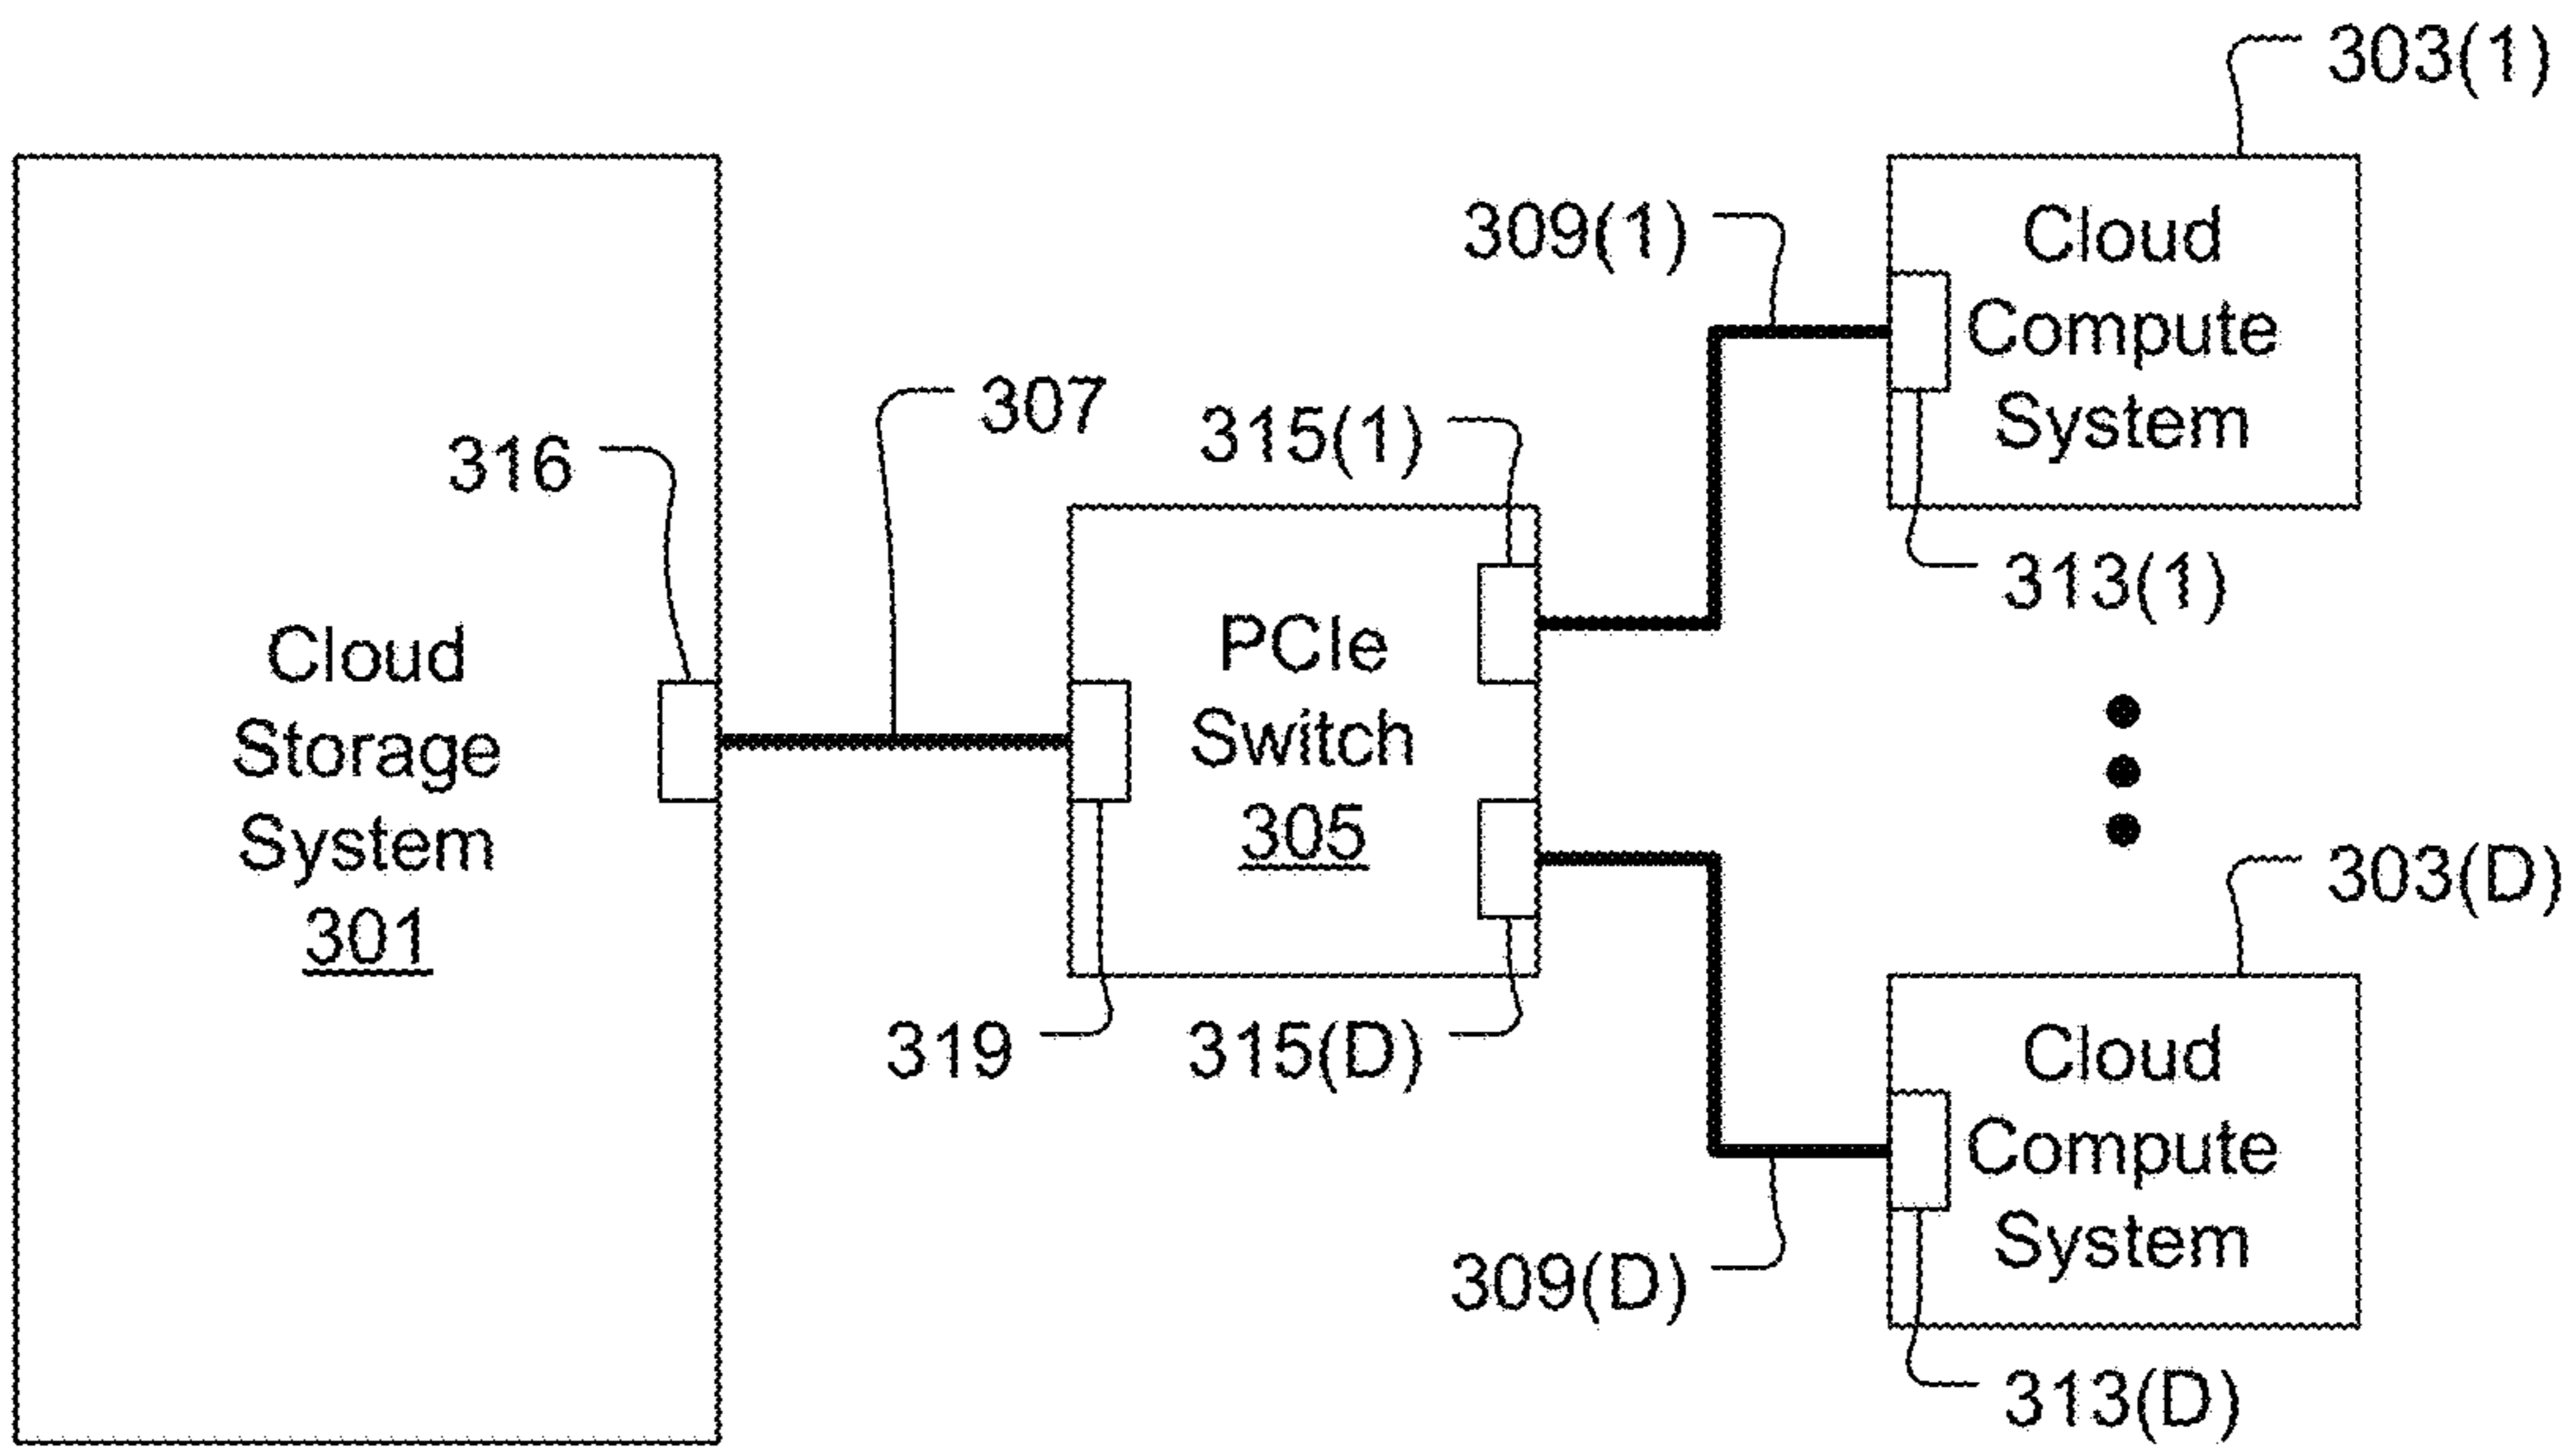 303(1)
Cloud
Compute
System
309(1)
313(1)
307
315(1)
316
Cloud
Storage
System
301
PCIe
Switch
305
319
315(D)
303(D)
Cloud
Compute
System
309(D)
313(D)